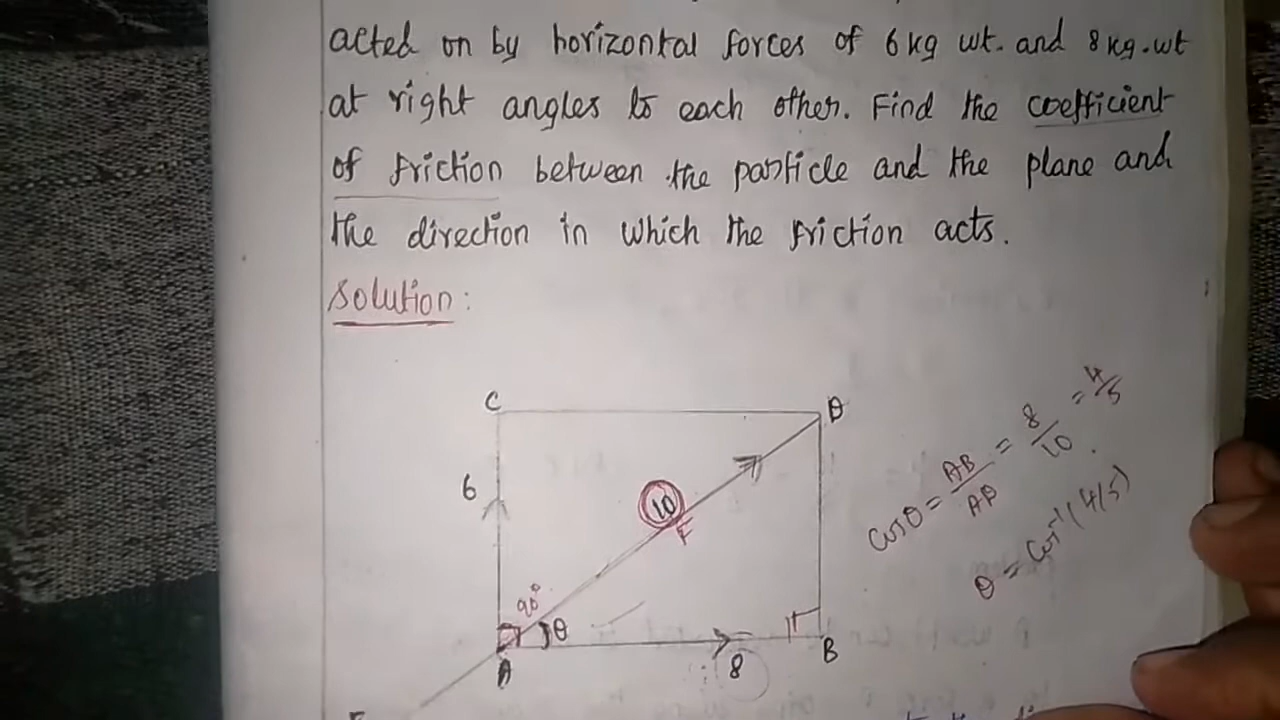 acted on by horizontal forces of 6 kg wt. and 8 kg.wt
at right angles to each other. Find the coefficient
of friction between the particle and the plane and
the direction in which the friction acts.
Solution:
C
D
6
10
F
cosθ = AB/AD = 8/10 = 4/5
θ = cos⁻¹(4/5)
90°
θ
A
8
B